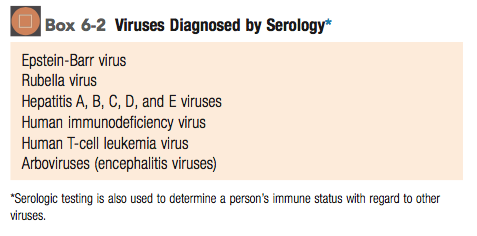 Box 6-2 Viruses Diagnosed by Serology*
Epstein-Barr virus
Rubella virus
Hepatitis A, B, C, D, and E viruses
Human immunodeficiency virus
Human T-cell leukemia virus
Arboviruses (encephalitis viruses)
*Serologic testing is also used to determine a person's immune status with regard to other
viruses.